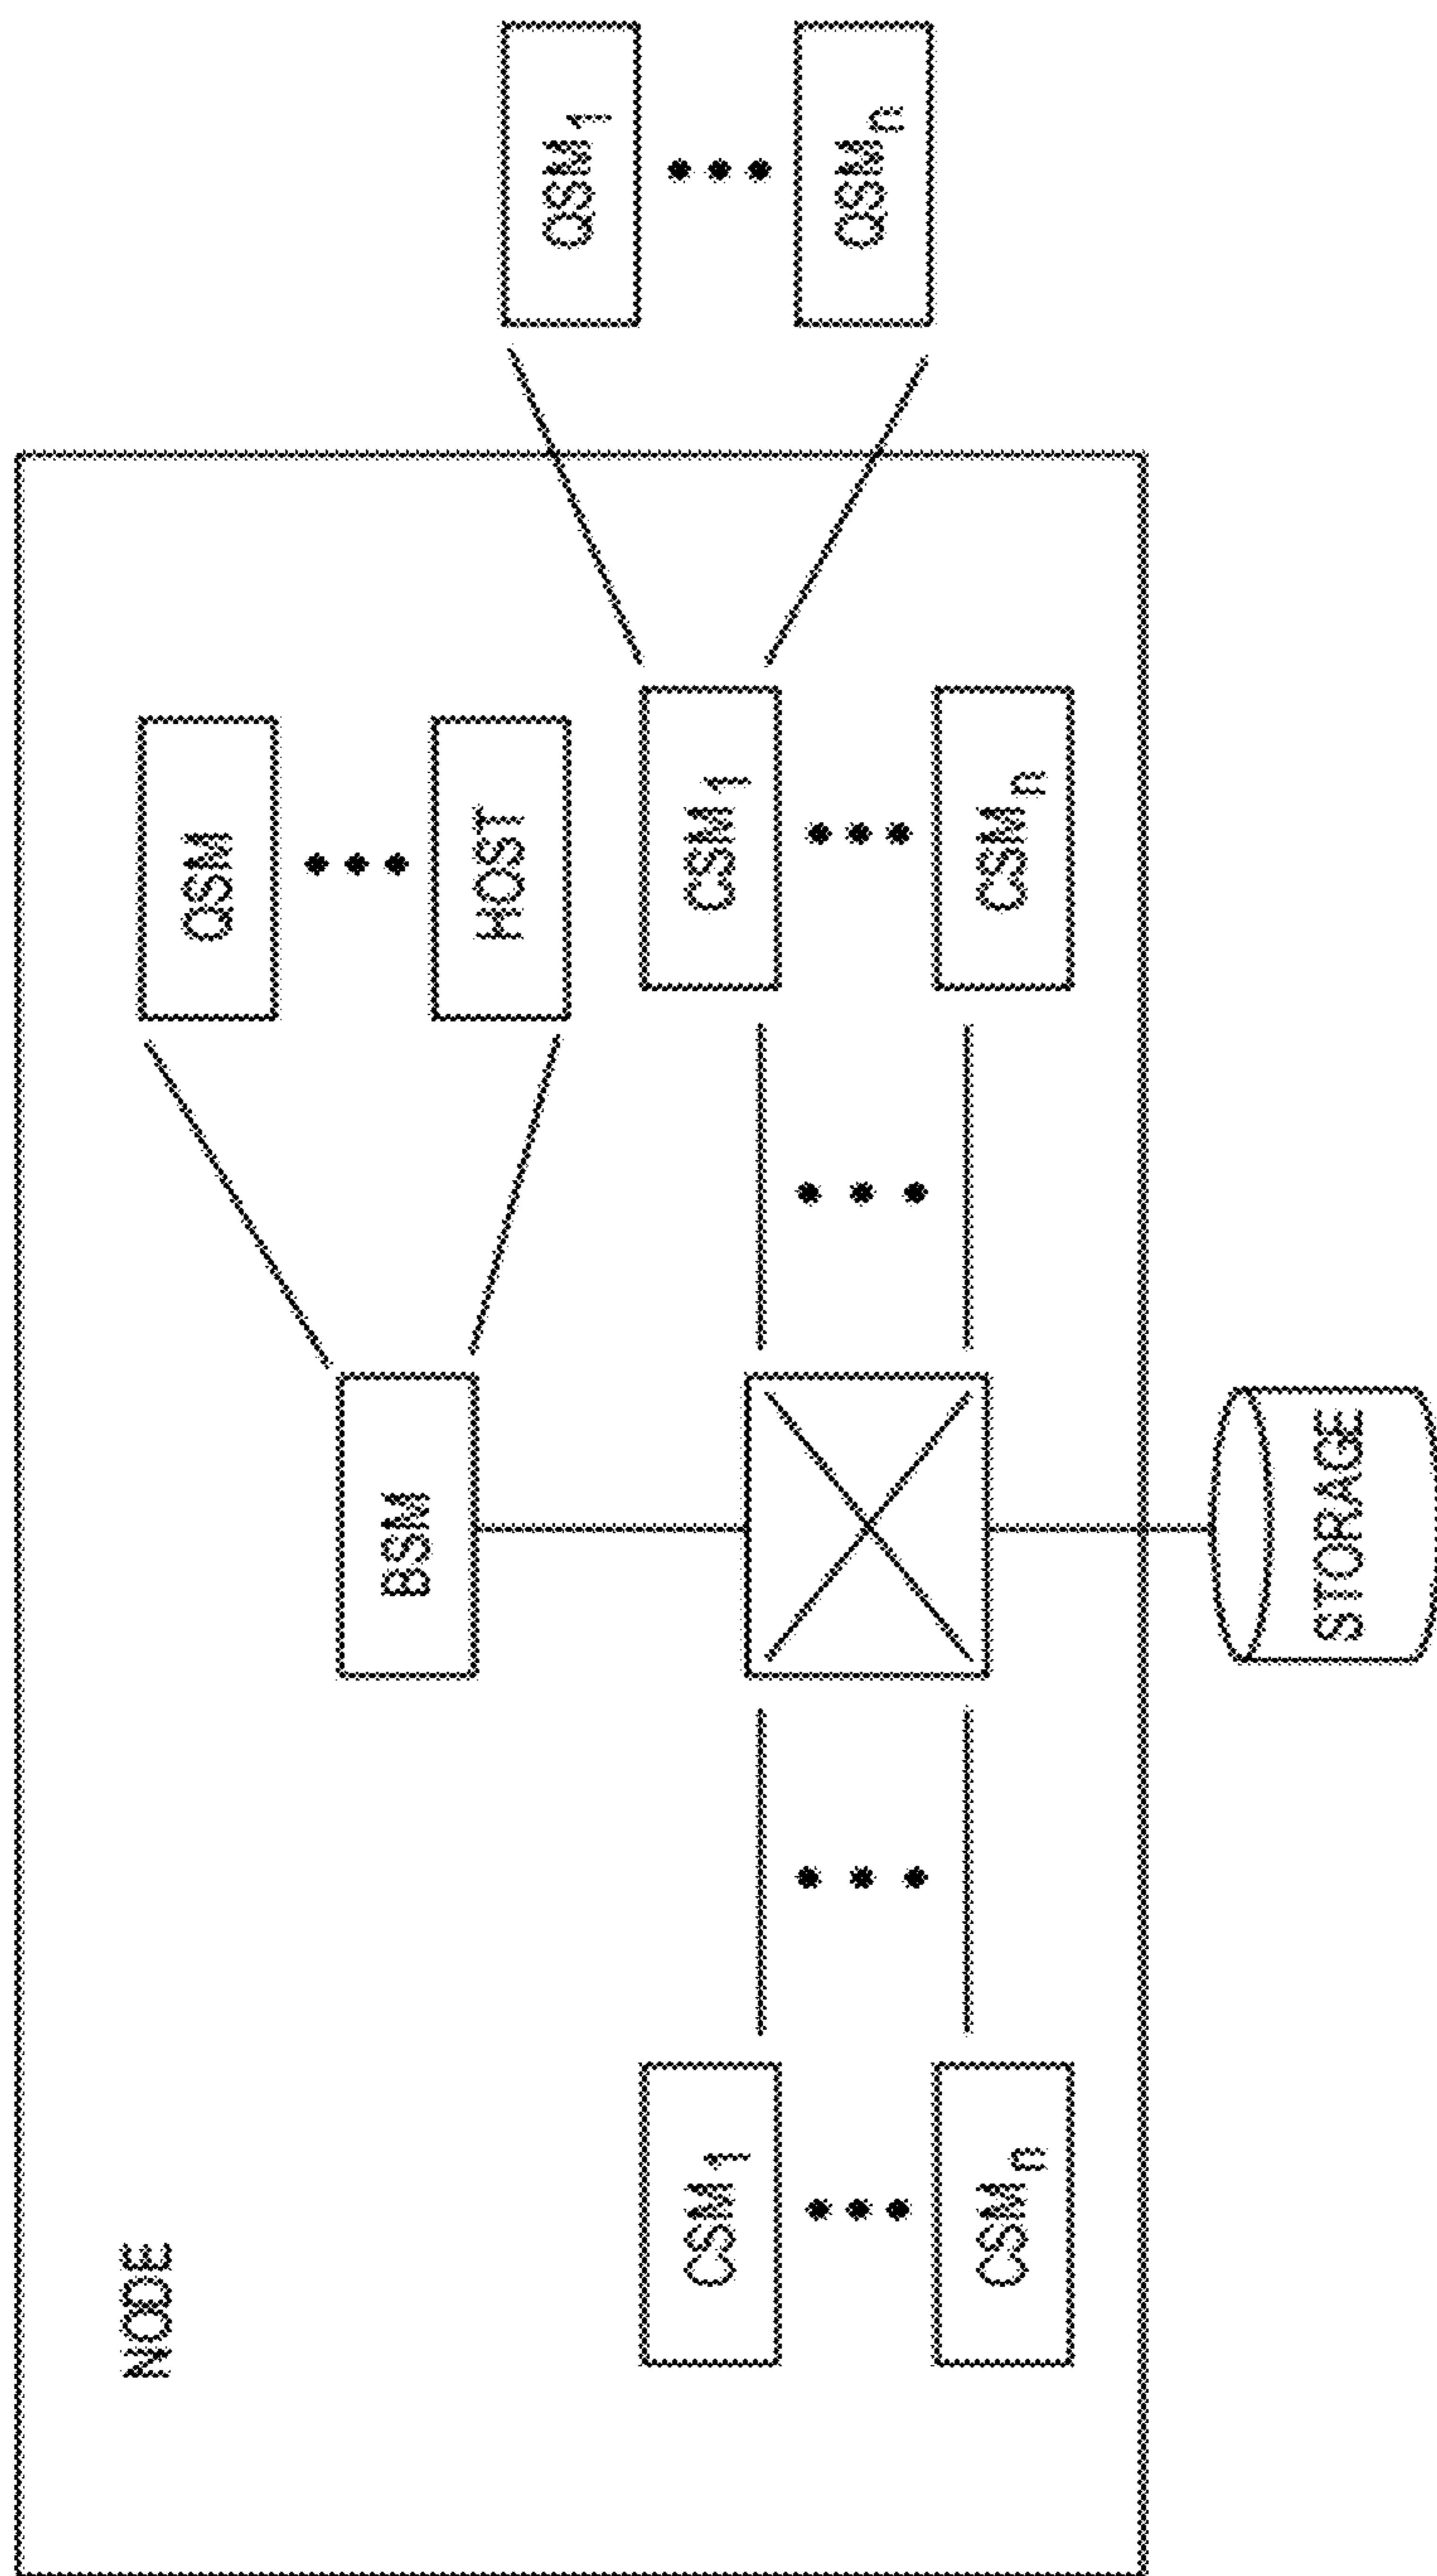 NODE
QSM
BSM
HOST
QSM1
CSM1
CSM1
QSMn
CSMn
CSMn
STORAGE